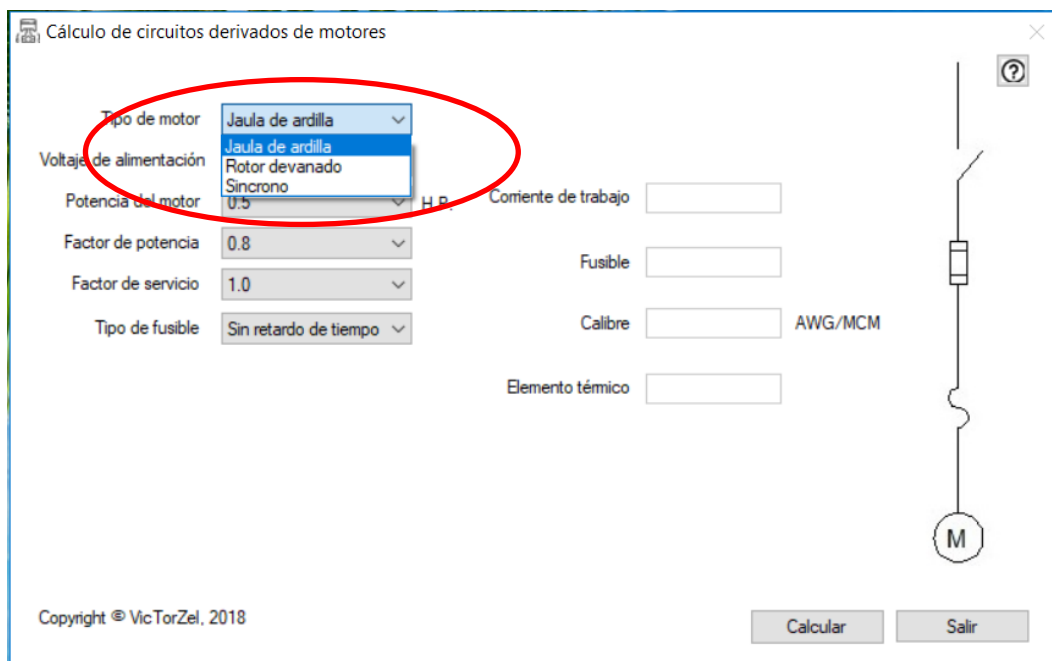 Cálculo de circuitos derivados de motores
Tipo de motor Jaula de ardilla
Jaula de ardilla
Voltaje de alimentación Rotor devanado
Sincrono
Potencia del motor 0.5 H.P. Corriente de trabajo
Factor de potencia 0.8
Fusible
Factor de servicio 1.0
Tipo de fusible Sin retardo de tiempo Calibre AWG/MCM
Elemento térmico
M
Copyright © VicTorZel, 2018 Calcular Salir